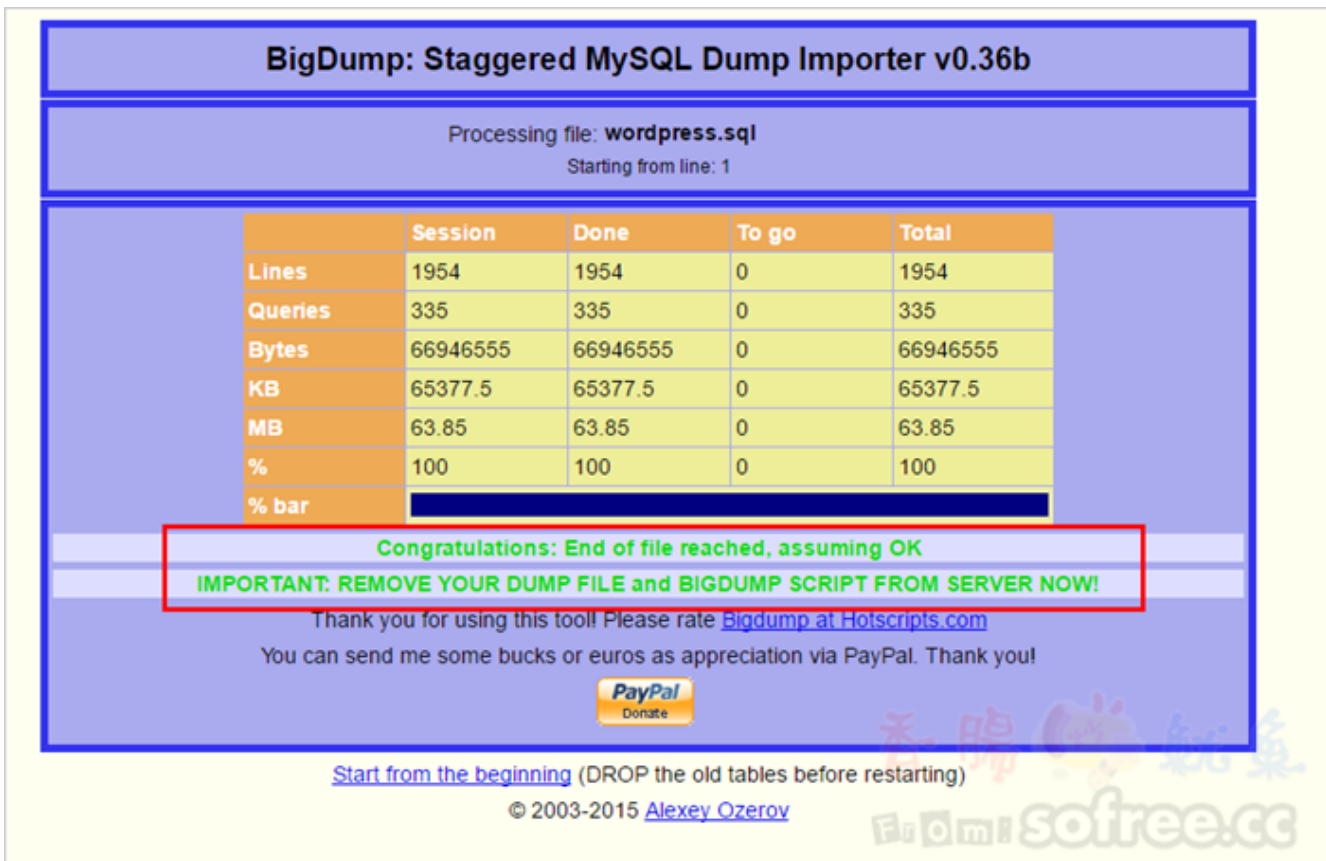 BigDump: Staggered MySQL Dump Importer v0.36b
Processing file: wordpress.sql
Starting from line: 1
Session Done To go Total
Lines 1954 1954 0 1954
Queries 335 335 0 335
Bytes 66946555 66946555 0 66946555
KB 65377.5 65377.5 0 65377.5
MB 63.85 63.85 0 63.85
% 100 100 0 100
% bar
Congratulations: End of file reached, assuming OK
IMPORTANT: REMOVE YOUR DUMP FILE and BIGDUMP SCRIPT FROM SERVER NOW!
Thank you for using this tool! Please rate Bigdump at Hotscripts.com
You can send me some bucks or euros as appreciation via PayPal. Thank you!
PayPal
Donate
香腸 魷魚
Start from the beginning (DROP the old tables before restarting)
© 2003-2015 Alexey Ozerov
From: sofree.cc